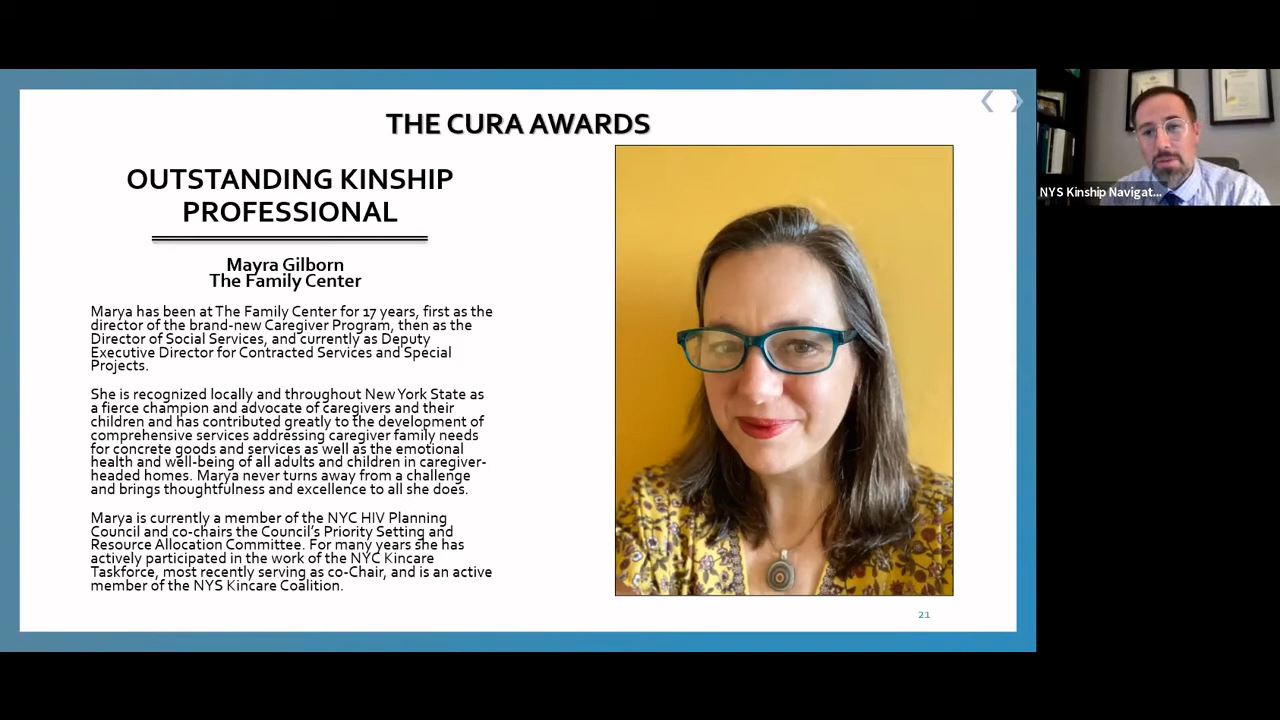 THE CURA AWARDS
OUTSTANDING KINSHIP
PROFESSIONAL
Mayra Gilborn
The Family Center
Marya has been at The Family Center for 17 years, first as the
director of the brand-new Caregiver Program, then as the
Director of Social Services, and currently as Deputy
Executive Director for Contracted Services and Special
Projects.
She is recognized locally and throughout New York State as
a fierce champion and advocate of caregivers and their
children and has contributed greatly to the development of
comprehensive services addressing caregiver family needs
for concrete goods and services as well as the emotional
health and well-being of all adults and children in caregiver-
headed homes. Marya never turns away from a challenge
and brings thoughtfulness and excellence to all she does.
Marya is currently a member of the NYC HIV Planning
Council and co-chairs the Council's Priority Setting and
Resource Allocation Committee. For many years she has
actively participated in the work of the NYC Kincare
Taskforce, most recently serving as co-Chair, and is an active
member of the NYS Kincare Coalition.
21
NYS Kinship Navigat...